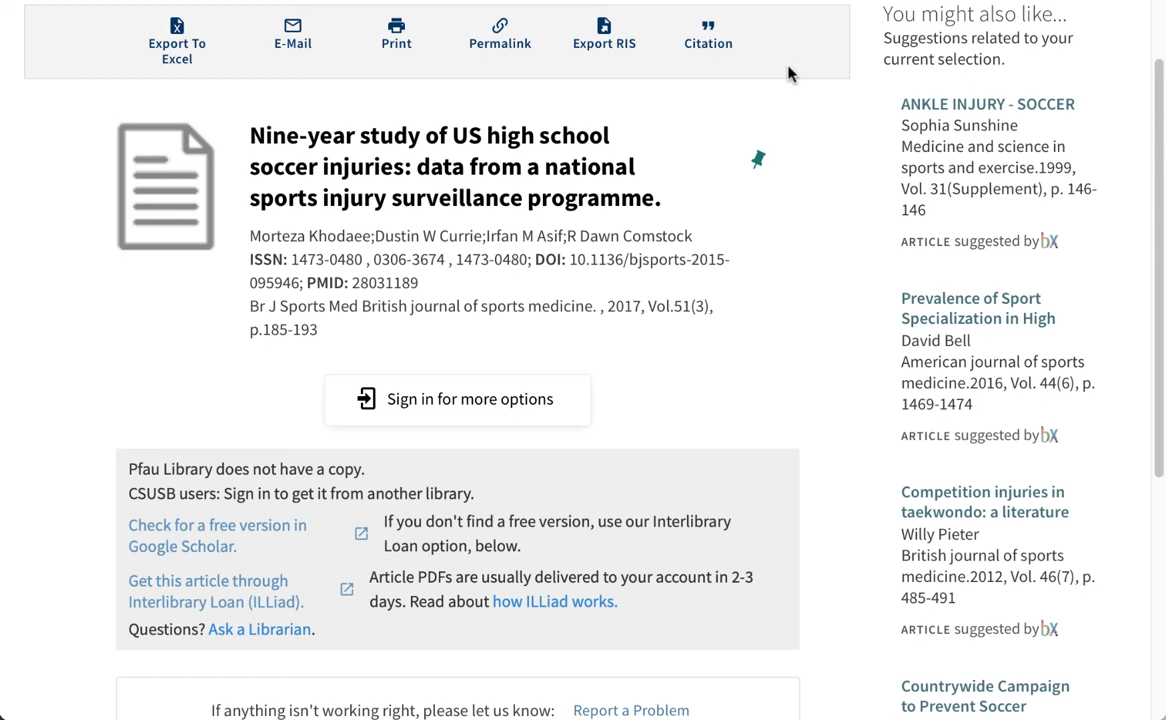 Export To
Excel
E-Mail
Print
Permalink
Export RIS
Citation
Nine-year study of US high school
soccer injuries: data from a national
sports injury surveillance programme.
Morteza Khodaee;Dustin W Currie;Irfan M Asif;R Dawn Comstock
ISSN: 1473-0480 , 0306-3674 , 1473-0480; DOI: 10.1136/bjsports-2015-
095946; PMID: 28031189
Br J Sports Med British journal of sports medicine. , 2017, Vol.51(3),
p.185-193
Sign in for more options
Pfau Library does not have a copy.
CSUSB users: Sign in to get it from another library.
Check for a free version in
Google Scholar.
If you don't find a free version, use our Interlibrary
Loan option, below.
Get this article through
Interlibrary Loan (ILLiad).
Article PDFs are usually delivered to your account in 2-3
days. Read about how ILLiad works.
Questions? Ask a Librarian.
If anything isn't working right, please let us know: Report a Problem
You might also like...
Suggestions related to your
current selection.
ANKLE INJURY - SOCCER
Sophia Sunshine
Medicine and science in
sports and exercise.1999,
Vol. 31(Supplement), p. 146-
146
ARTICLE suggested by bX
Prevalence of Sport
Specialization in High
David Bell
American journal of sports
medicine.2016, Vol. 44(6), p.
1469-1474
ARTICLE suggested by bX
Competition injuries in
taekwondo: a literature
Willy Pieter
British journal of sports
medicine.2012, Vol. 46(7), p.
485-491
ARTICLE suggested by bX
Countrywide Campaign
to Prevent Soccer